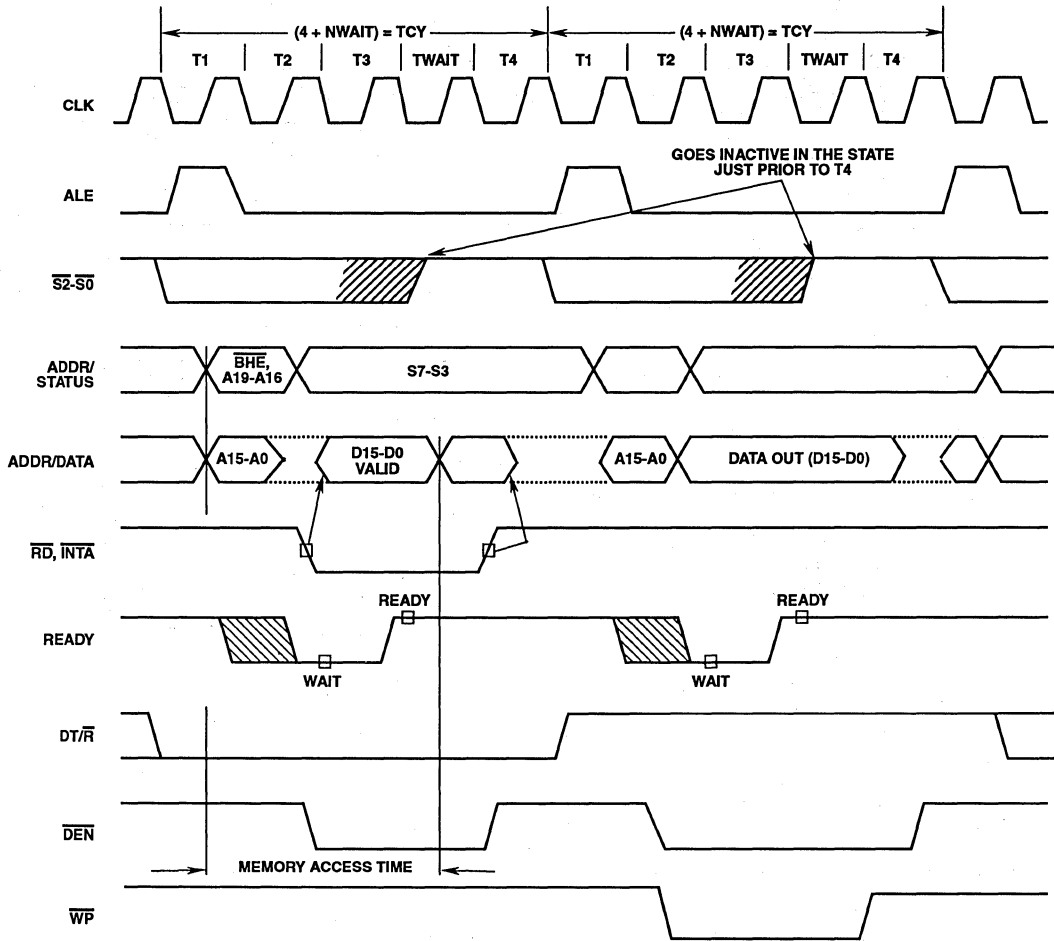 (4 + NWAIT) = TCY (4 + NWAIT) = TCY
T1 T2 T3 TWAIT T4 T1 T2 T3 TWAIT T4
CLK
GOES INACTIVE IN THE STATE
JUST PRIOR TO T4
ALE
S2-S0
ADDR/
STATUS
BHE,
A19-A16
S7-S3
ADDR/DATA
A15-A0
D15-D0
VALID
A15-A0
DATA OUT (D15-D0)
RD, INTA
READY
READY
READY
WAIT
WAIT
DT/R
DEN
MEMORY ACCESS TIME
WP